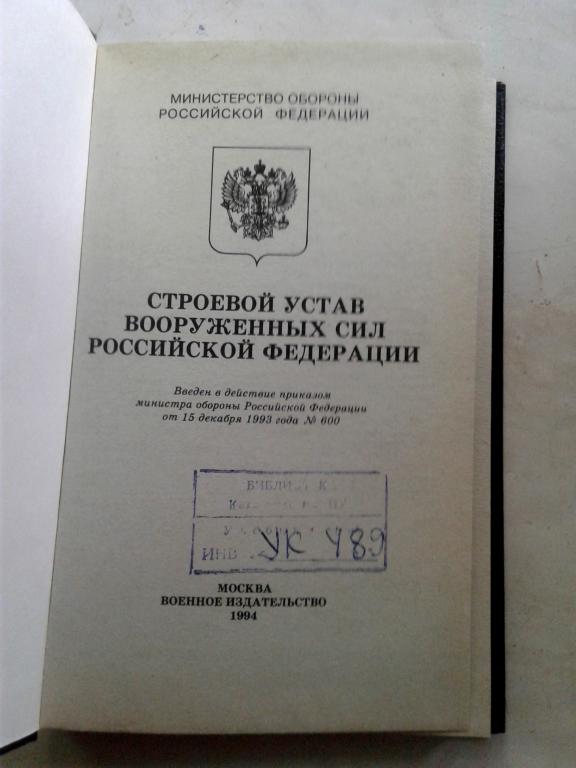 МИНИСТЕРСТВО ОБОРОНЫ
РОССИЙСКОЙ ФЕДЕРАЦИИ
СТРОЕВОЙ УСТАВ
ВООРУЖЕННЫХ СИЛ
РОССИЙСКОЙ ФЕДЕРАЦИИ
Введен в действие приказом
министра обороны Российской Федерации
от 15 декабря 1993 года № 600
ИНВ УК 489
МОСКВА
ВОЕННОЕ ИЗДАТЕЛЬСТВО
1994